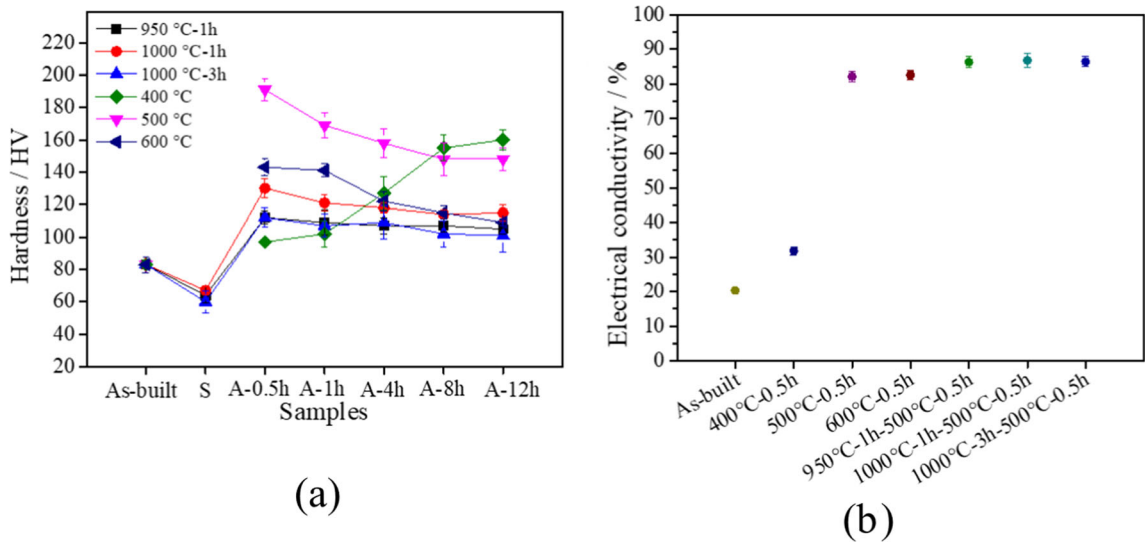 220
200
180
160
140
120
100
80
60
40
20
Hardness / HV
950 °C-1h
1000 °C-1h
1000 °C-3h
400 °C
500 °C
600 °C
As-built S A-0.5h A-1h A-4h A-8h A-12h
Samples
(a)
100
90
80
70
60
50
40
30
20
10
0
Electrical conductivity / %
As-built
400°C-0.5h
500°C-0.5h
600°C-0.5h
950°C-1h-500°C-0.5h
1000°C-1h-500°C-0.5h
1000°C-3h-500°C-0.5h
(b)